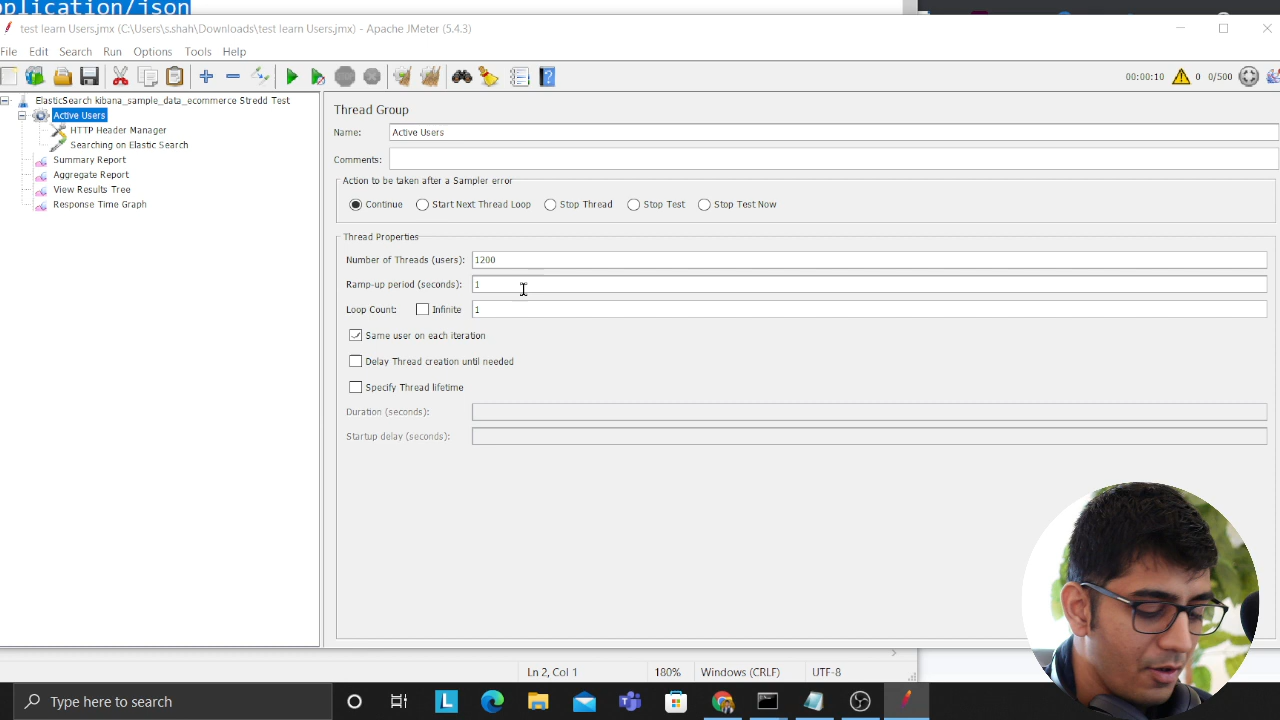 plication/json
test learn Users.jmx (C:\Users\s.shah\Downloads\test learn Users.jmx) - Apache JMeter (5.4.3)
File Edit Search Run Options Tools Help
00:00:10 0 0/500
ElasticSearch kibana_sample_data_ecommerce Stredd Test
Active Users
HTTP Header Manager
Searching on Elastic Search
Summary Report
Aggregate Report
View Results Tree
Response Time Graph
Thread Group
Name: Active Users
Comments:
Action to be taken after a Sampler error
Continue Start Next Thread Loop Stop Thread Stop Test Stop Test Now
Thread Properties
Number of Threads (users): 1200
Ramp-up period (seconds): 1
Loop Count: Infinite 1
Same user on each iteration
Delay Thread creation until needed
Specify Thread lifetime
Duration (seconds):
Startup delay (seconds):
Ln 2, Col 1 180% Windows (CRLF) UTF-8
Type here to search